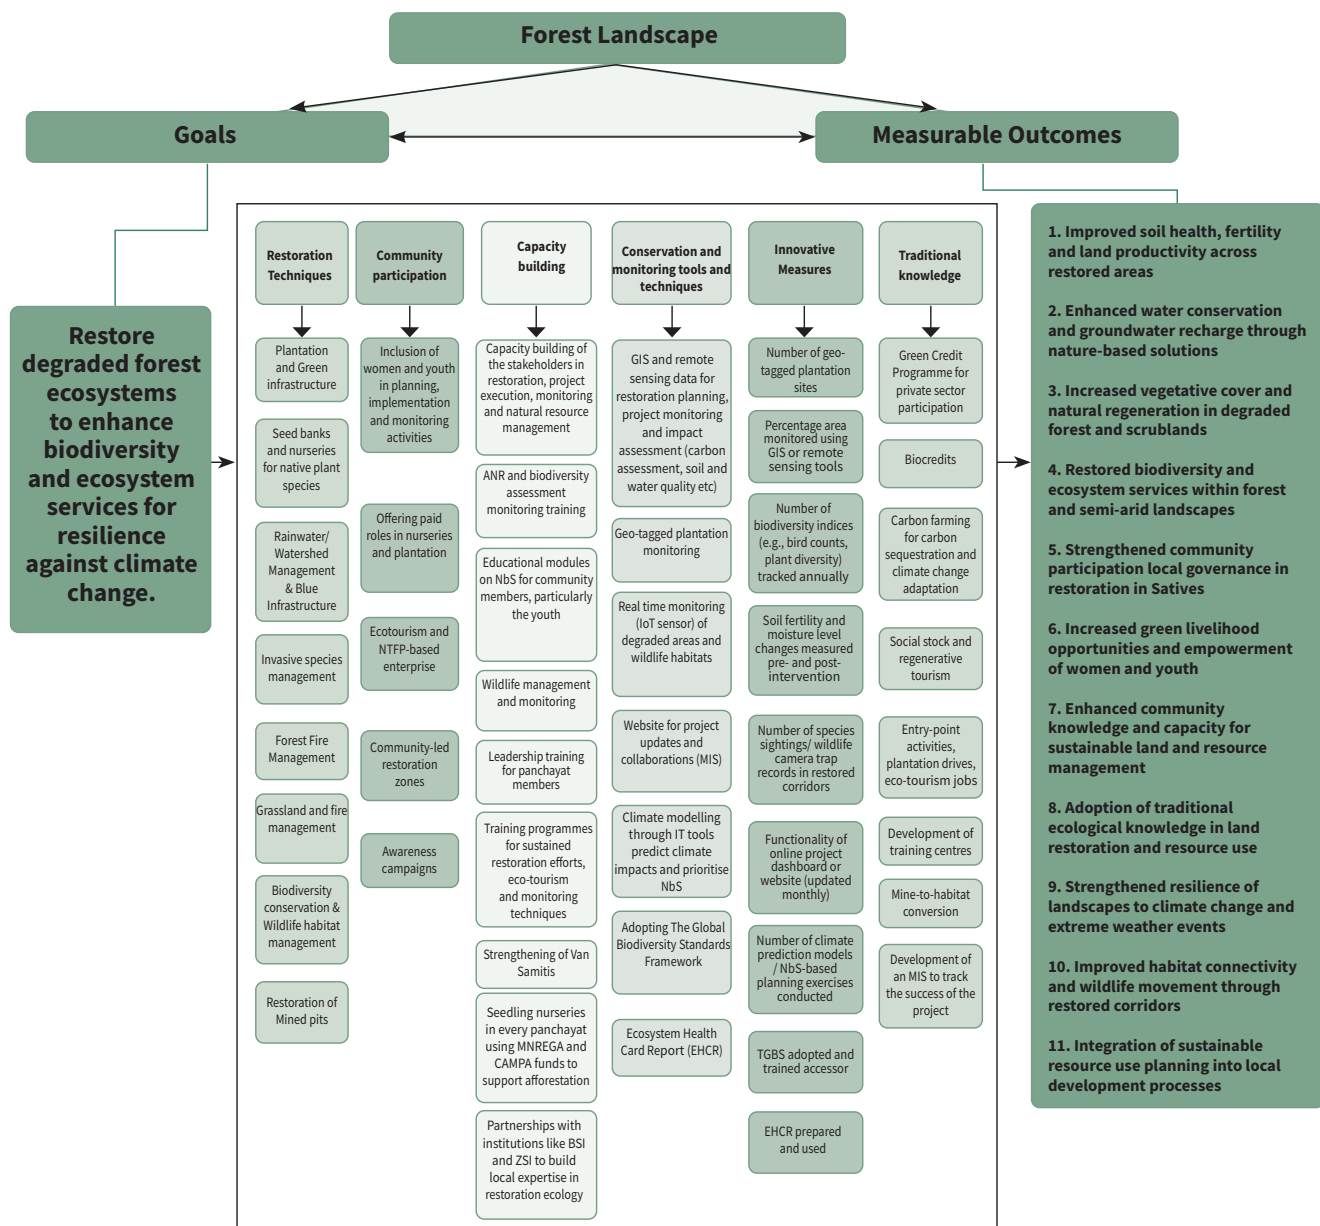 Forest Landscape
Goals
Measurable Outcomes
Restore
degraded forest
ecosystems
to enhance
biodiversity
and ecosystem
services for
resilience
against climate
change.
Restoration
Techniques
Plantation
and Green
infrastructure
Seed banks
and nurseries
for native plant
species
Rainwater/
Watershed
Management
& Blue
Infrastructure
Invasive species
management
Forest Fire
Management
Grassland and fire
management
Biodiversity
conservation &
Wildlife habitat
management
Restoration of
Mined pits
Community
participation
Inclusion of
women and youth
in planning,
implementation
and monitoring
activities
Offering paid
roles in nurseries
and plantation
Ecotourism and
NTFP-based
enterprise
Community-led
restoration
zones
Awareness
campaigns
Capacity
building
Capacity building of
the stakeholders in
restoration, project
execution, monitoring
and natural resource
management
ANR and biodiversity
assessment
monitoring training
Educational modules
on NbS for community
members, particularly
the youth
Wildlife management
and monitoring
Leadership training
for panchayat
members
Training programmes
for sustained
restoration efforts,
eco-tourism
and monitoring
techniques
Strengthening of Van
Samitis
Seedling nurseries
in every panchayat
using MNREGA and
CAMPA funds to
support afforestation
Partnerships with
institutions like BSI
and ZSI to build
local expertise in
restoration ecology
Conservation and
monitoring tools and
techniques
GIS and remote
sensing data for
restoration planning,
project monitoring
and impact
assessment (carbon
assessment, soil and
water quality etc)
Geo-tagged plantation
monitoring
Real time monitoring
(IoT sensor) of
degraded areas and
wildlife habitats
Website for project
updates and
collaborations (MIS)
Climate modelling
through IT tools
predict climate
impacts and prioritise
NbS
Adopting The Global
Biodiversity Standards
Framework
Ecosystem Health
Card Report (EHCR)
Innovative
Measures
Number of geo-
tagged plantation
sites
Percentage area
monitored using
GIS or remote
sensing tools
Number of
biodiversity indices
(e.g., bird counts,
plant diversity)
tracked annually
Soil fertility and
moisture level
changes measured
pre- and post-
intervention
Number of species
sightings/ wildlife
camera trap
records in restored
corridors
Functionality of
online project
dashboard or
website (updated
monthly)
Number of climate
prediction models
/ NbS-based
planning exercises
conducted
TGBS adopted and
trained accessor
EHCR prepared
and used
Traditional
knowledge
Green Credit
Programme for
private sector
participation
Biocredits
Carbon farming
for carbon
sequestration and
climate change
adaptation
Social stock and
regenerative
tourism
Entry-point
activities,
plantation drives,
eco-tourism jobs
Development of
training centres
Mine-to-habitat
conversion
Development of
an MIS to track
the success of the
project
1. Improved soil health, fertility
and land productivity across
restored areas
2. Enhanced water conservation
and groundwater recharge through
nature-based solutions
3. Increased vegetative cover and
natural regeneration in degraded
forest and scrublands
4. Restored biodiversity and
ecosystem services within forest
and semi-arid landscapes
5. Strengthened community
participation local governance in
restoration in Satives
6. Increased green livelihood
opportunities and empowerment
of women and youth
7. Enhanced community
knowledge and capacity for
sustainable land and resource
management
8. Adoption of traditional
ecological knowledge in land
restoration and resource use
9. Strengthened resilience of
landscapes to climate change and
extreme weather events
10. Improved habitat connectivity
and wildlife movement through
restored corridors
11. Integration of sustainable
resource use planning into local
development processes